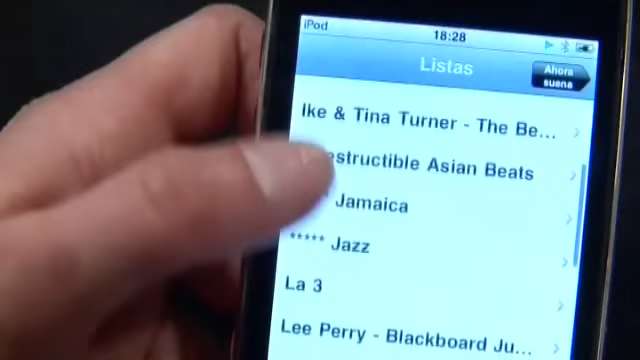 iPod 18:28
Listas
Ahora suena
Ike & Tina Turner - The Be...
Asian Beats
Jamaica
***** Jazz
La 3
Lee Perry - Blackboard Ju...